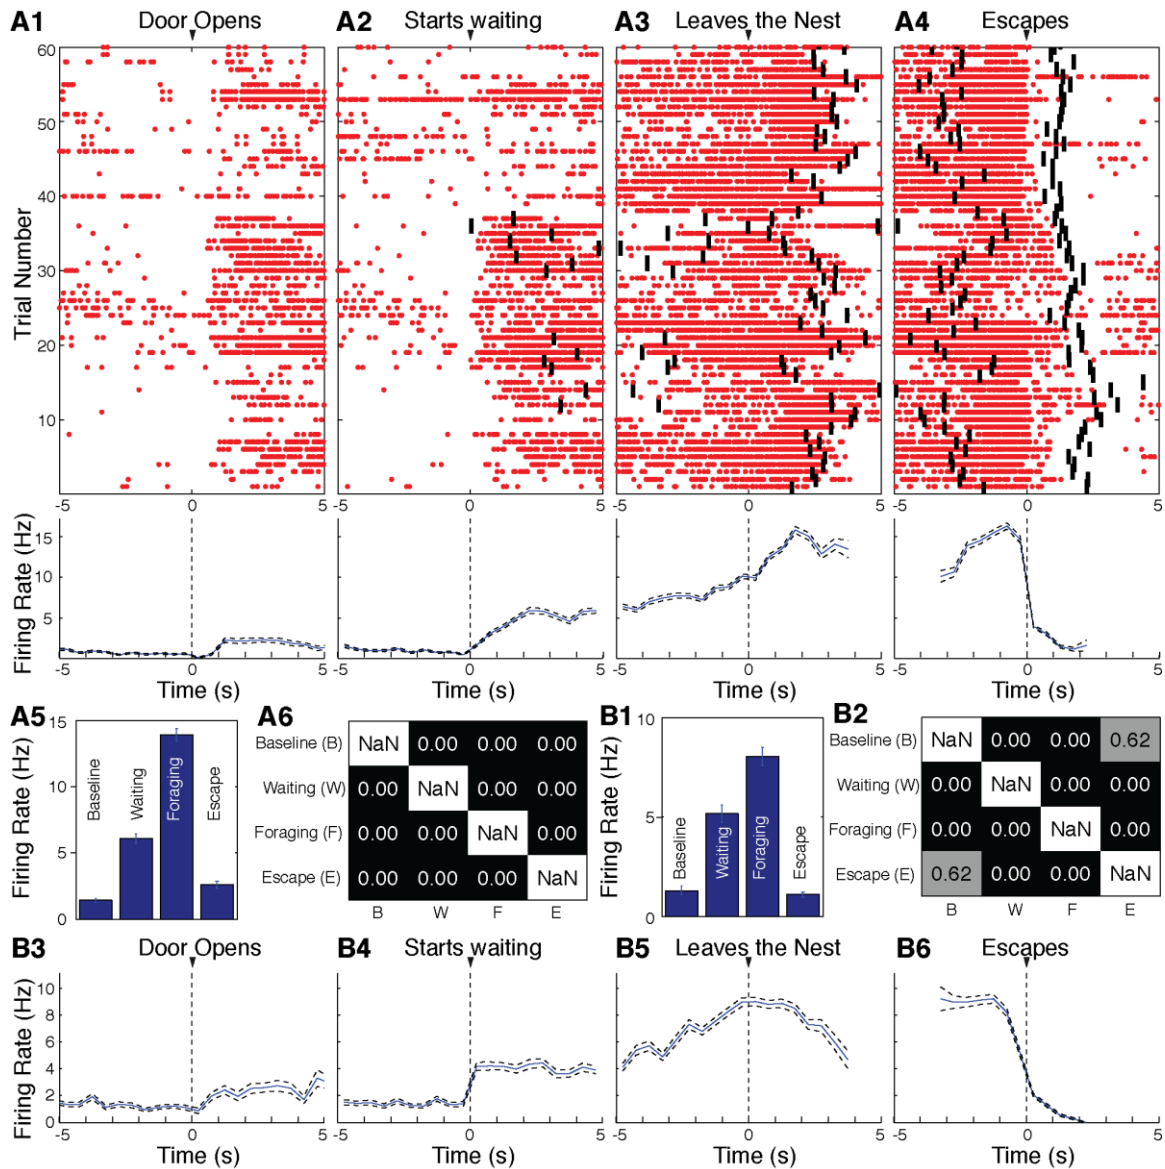 A1 Door Opens A2 Starts waiting A3 Leaves the Nest A4 Escapes
60
50
40
30
20
10
Trial Number
-5 0 5 -5 0 5 -5 0 5 -5 0 5
15
10
5
Firing Rate (Hz)
-5 0 5 -5 0 5 -5 0 5 -5 0 5
Time (s) Time (s) Time (s) Time (s)
A5
15
10
5
0
Firing Rate (Hz)
Baseline
Waiting
Foraging
Escape
A6
Baseline (B) NaN 0.00 0.00 0.00
Waiting (W) 0.00 NaN 0.00 0.00
Foraging (F) 0.00 0.00 NaN 0.00
Escape (E) 0.00 0.00 0.00 NaN
B W F E
B1
10
5
0
Firing Rate (Hz)
Baseline
Waiting
Foraging
Escape
B2
Baseline (B) NaN 0.00 0.00 0.62
Waiting (W) 0.00 NaN 0.00 0.00
Foraging (F) 0.00 0.00 NaN 0.00
Escape (E) 0.62 0.00 0.00 NaN
B W F E
B3 Door Opens B4 Starts waiting B5 Leaves the Nest B6 Escapes
10
8
6
4
2
0
Firing Rate (Hz)
-5 0 5 -5 0 5 -5 0 5 -5 0 5
Time (s) Time (s) Time (s) Time (s)